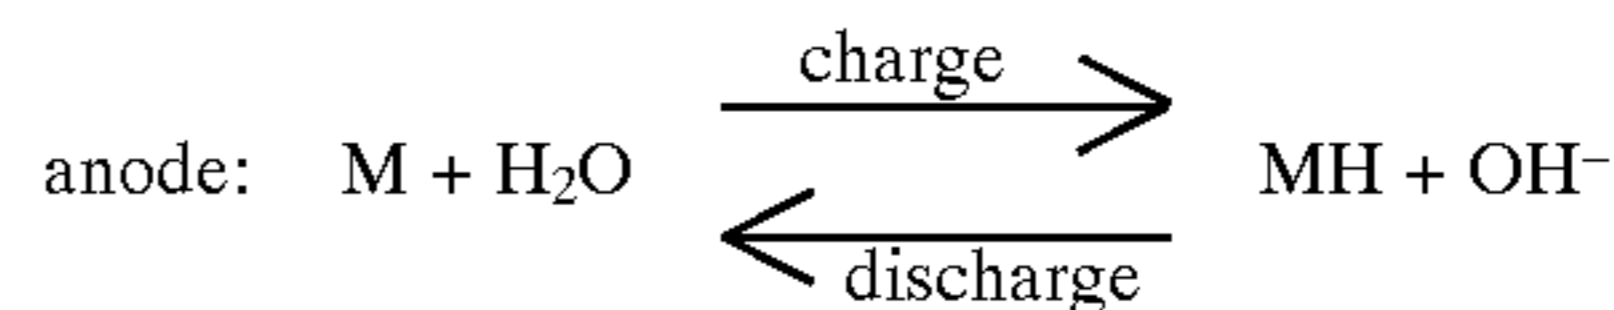 charge
anode: M + H₂O MH + OH⁻
discharge